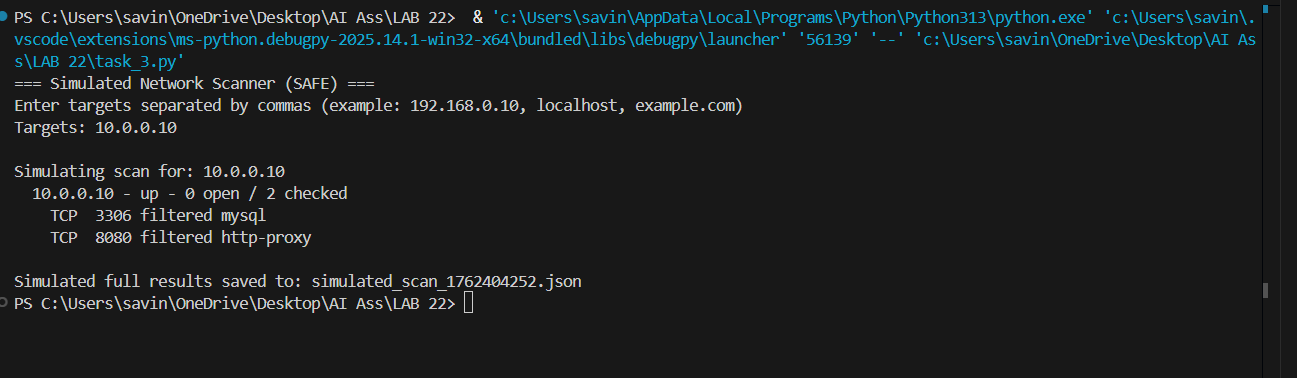 PS C:\Users\savin\OneDrive\Desktop\AI Ass\LAB 22>  & 'c:\Users\savin\AppData\Local\Programs\Python\Python313\python.exe' 'c:\Users\savin\.
vscode\extensions\ms-python.debugpy-2025.14.1-win32-x64\bundled\libs\debugpy\launcher' '56139' '--' 'c:\Users\savin\OneDrive\Desktop\AI As
s\LAB 22\task_3.py'
=== Simulated Network Scanner (SAFE) ===
Enter targets separated by commas (example: 192.168.0.10, localhost, example.com)
Targets: 10.0.0.10

Simulating scan for: 10.0.0.10
  10.0.0.10 - up - 0 open / 2 checked
    TCP  3306 filtered mysql
    TCP  8080 filtered http-proxy

Simulated full results saved to: simulated_scan_1762404252.json
PS C:\Users\savin\OneDrive\Desktop\AI Ass\LAB 22>